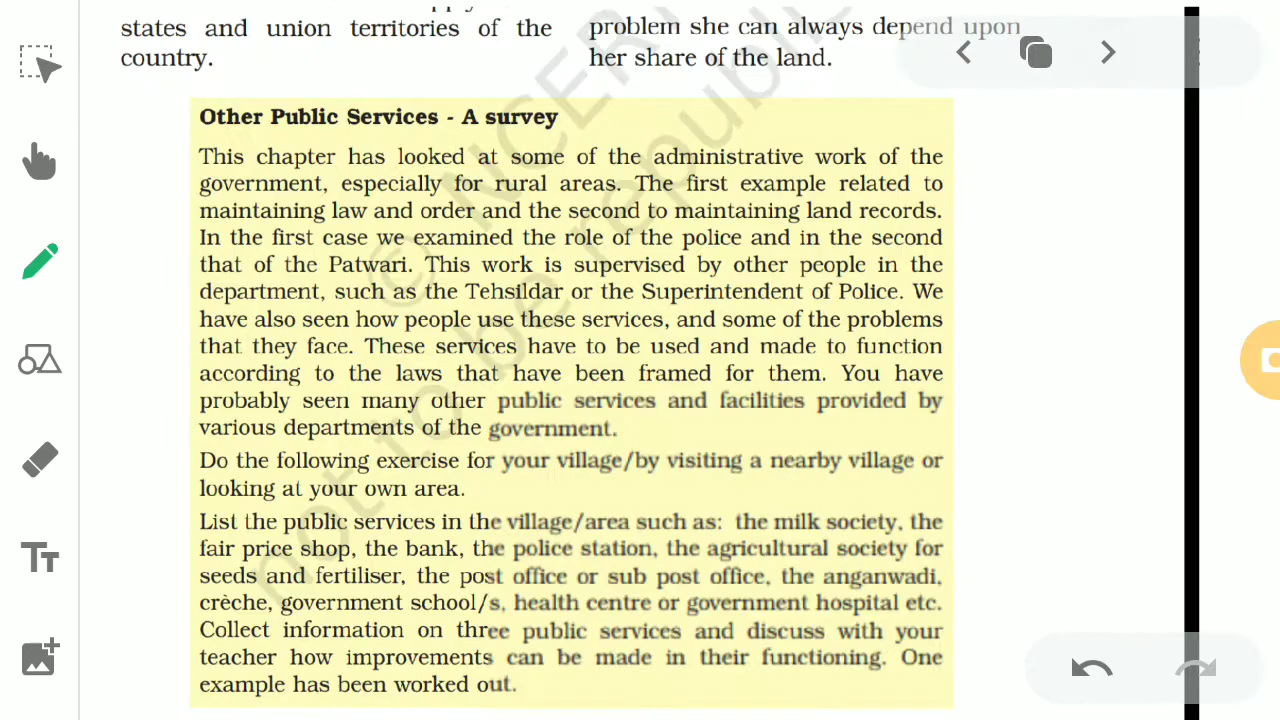 states and union territories of the
country.
problem she can always depend upon
her share of the land.
Other Public Services - A survey
This chapter has looked at some of the administrative work of the
government, especially for rural areas. The first example related to
maintaining law and order and the second to maintaining land records.
In the first case we examined the role of the police and in the second
that of the Patwari. This work is supervised by other people in the
department, such as the Tehsildar or the Superintendent of Police. We
have also seen how people use these services, and some of the problems
that they face. These services have to be used and made to function
according to the laws that have been framed for them. You have
probably seen many other public services and facilities provided by
various departments of the government.
Do the following exercise for your village/by visiting a nearby village or
looking at your own area.
List the public services in the village/area such as: the milk society, the
fair price shop, the bank, the police station, the agricultural society for
seeds and fertiliser, the post office or sub post office, the anganwadi,
crèche, government school/s, health centre or government hospital etc.
Collect information on three public services and discuss with your
teacher how improvements can be made in their functioning. One
example has been worked out.
© NCERT
not to be republi
TT